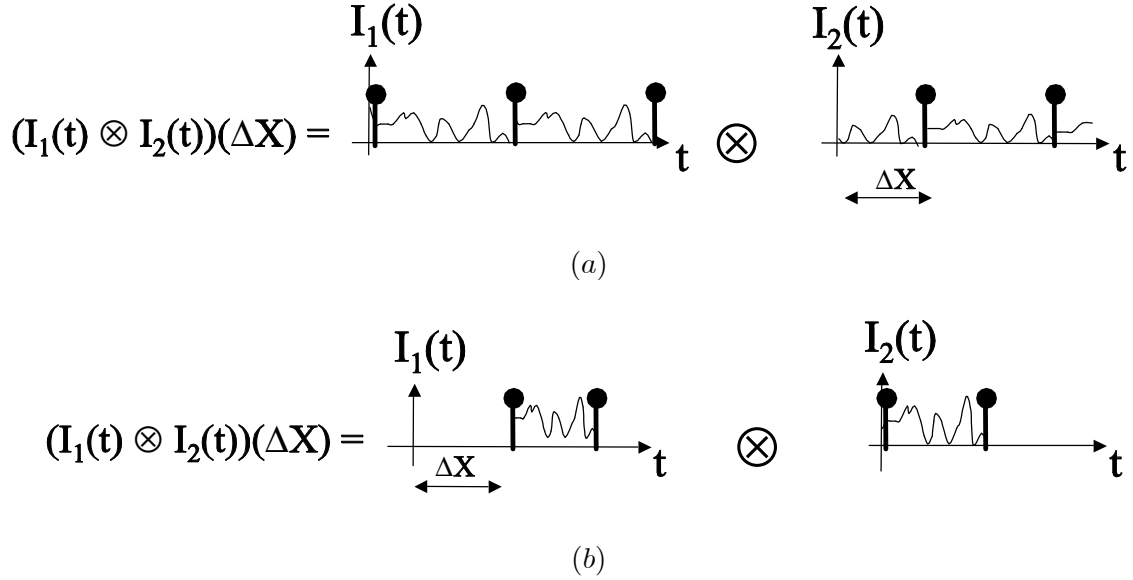 I₁(t)
I₂(t)
(I₁(t) ⊗ I₂(t))(ΔX) =
⊗
t
t
ΔX
(a)
I₁(t)
I₂(t)
(I₁(t) ⊗ I₂(t))(ΔX) =
⊗
t
t
ΔX
(b)